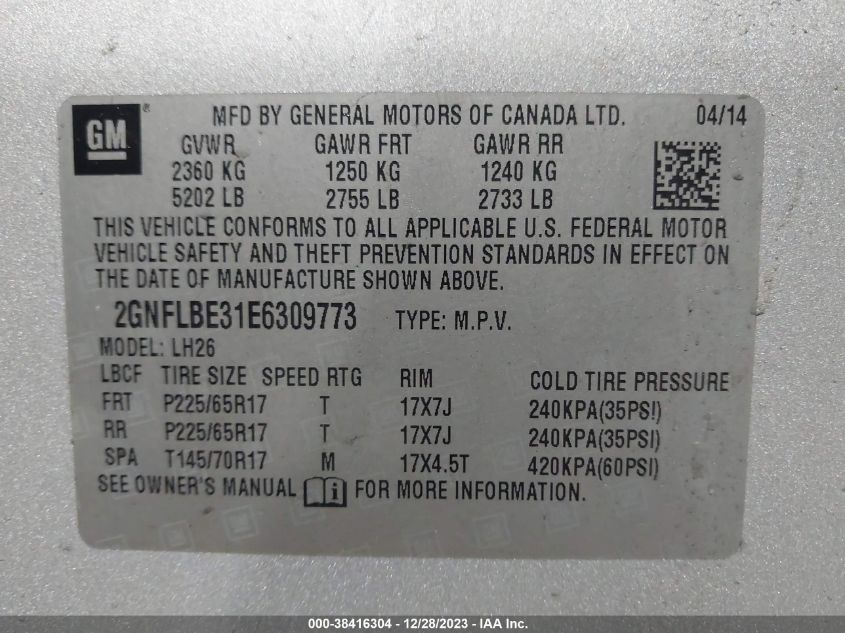 GM ® MFD BY GENERAL MOTORS OF CANADA LTD. 04/14
GVWR GAWR FRT GAWR RR
2360 KG 1250 KG 1240 KG
5202 LB 2755 LB 2733 LB
THIS VEHICLE CONFORMS TO ALL APPLICABLE U.S. FEDERAL MOTOR
VEHICLE SAFETY AND THEFT PREVENTION STANDARDS IN EFFECT ON
THE DATE OF MANUFACTURE SHOWN ABOVE.
2GNFLBE31E6309773 TYPE: M.P.V.
MODEL: LH26
LBCF TIRE SIZE SPEED RTG RIM COLD TIRE PRESSURE
FRT P225/65R17 T 17X7J 240KPA(35PSI)
RR P225/65R17 T 17X7J 240KPA(35PSI)
SPA T145/70R17 M 17X4.5T 420KPA(60PSI)
SEE OWNER'S MANUAL i FOR MORE INFORMATION.
000-38416304 - 12/28/2023 - IAA Inc.